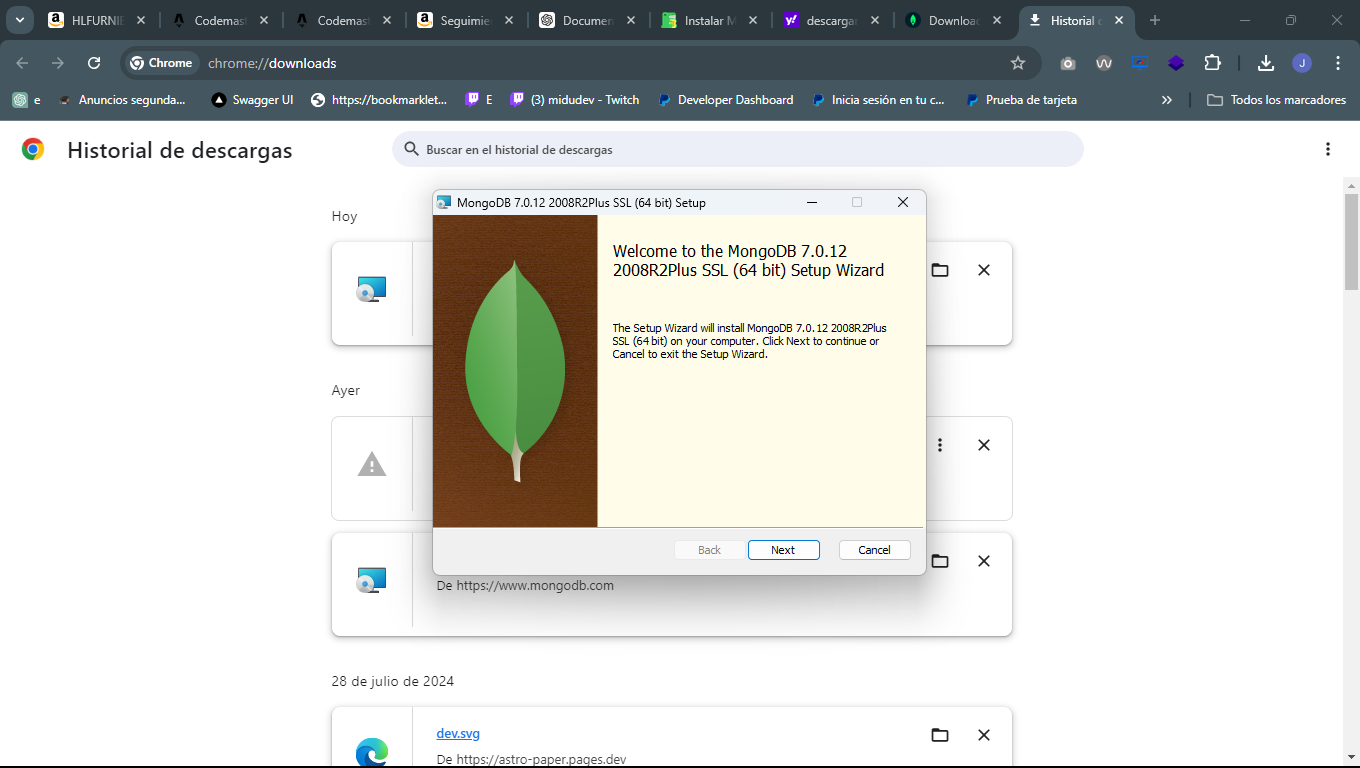 HLFURNIE
Codemast
Codemast
Seguimie
Documen
Instalar M
descargar
Download
Historial d
Chrome
chrome://downloads
J
e
Anuncios segunda...
Swagger UI
https://bookmarklet...
E
(3) midudev - Twitch
Developer Dashboard
Inicia sesión en tu c...
Prueba de tarjeta
Todos los marcadores
Historial de descargas
Buscar en el historial de descargas
Hoy
MongoDB 7.0.12 2008R2Plus SSL (64 bit) Setup
Welcome to the MongoDB 7.0.12
2008R2Plus SSL (64 bit) Setup Wizard
The Setup Wizard will install MongoDB 7.0.12 2008R2Plus
SSL (64 bit) on your computer. Click Next to continue or
Cancel to exit the Setup Wizard.
Back
Next
Cancel
Ayer
De https://www.mongodb.com
28 de julio de 2024
dev.svg
De https://astro-paper.pages.dev